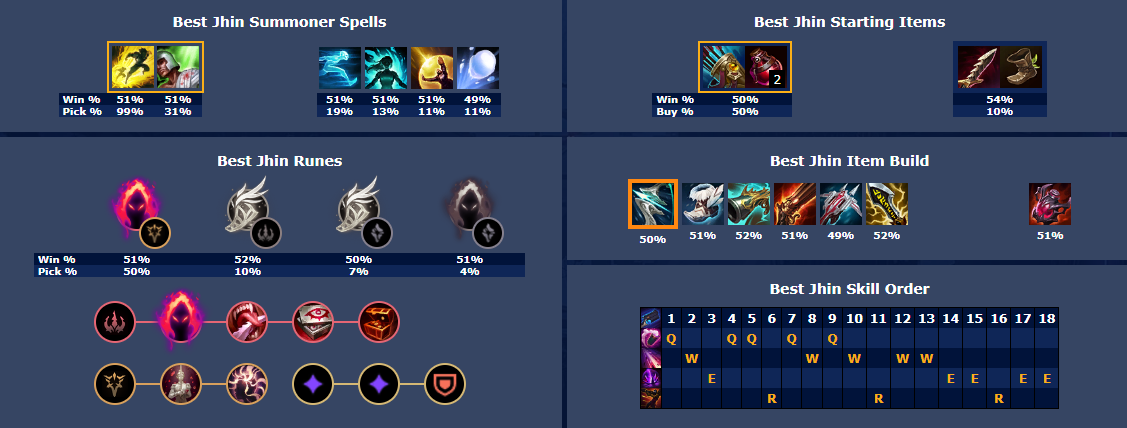 Best Jhin Summoner Spells
Win % 51% 51% 51% 51% 51% 49%
Pick % 99% 31% 19% 13% 11% 11%
Best Jhin Starting Items
2
Win % 50% 54%
Buy % 50% 10%
Best Jhin Runes
Win % 51% 52% 50% 51%
Pick % 50% 10% 7% 4%
Best Jhin Item Build
50% 51% 52% 51% 49% 52% 51%
Best Jhin Skill Order
1 2 3 4 5 6 7 8 9 10 11 12 13 14 15 16 17 18
Q Q Q Q Q
W W W W W
E E E E E
R R R